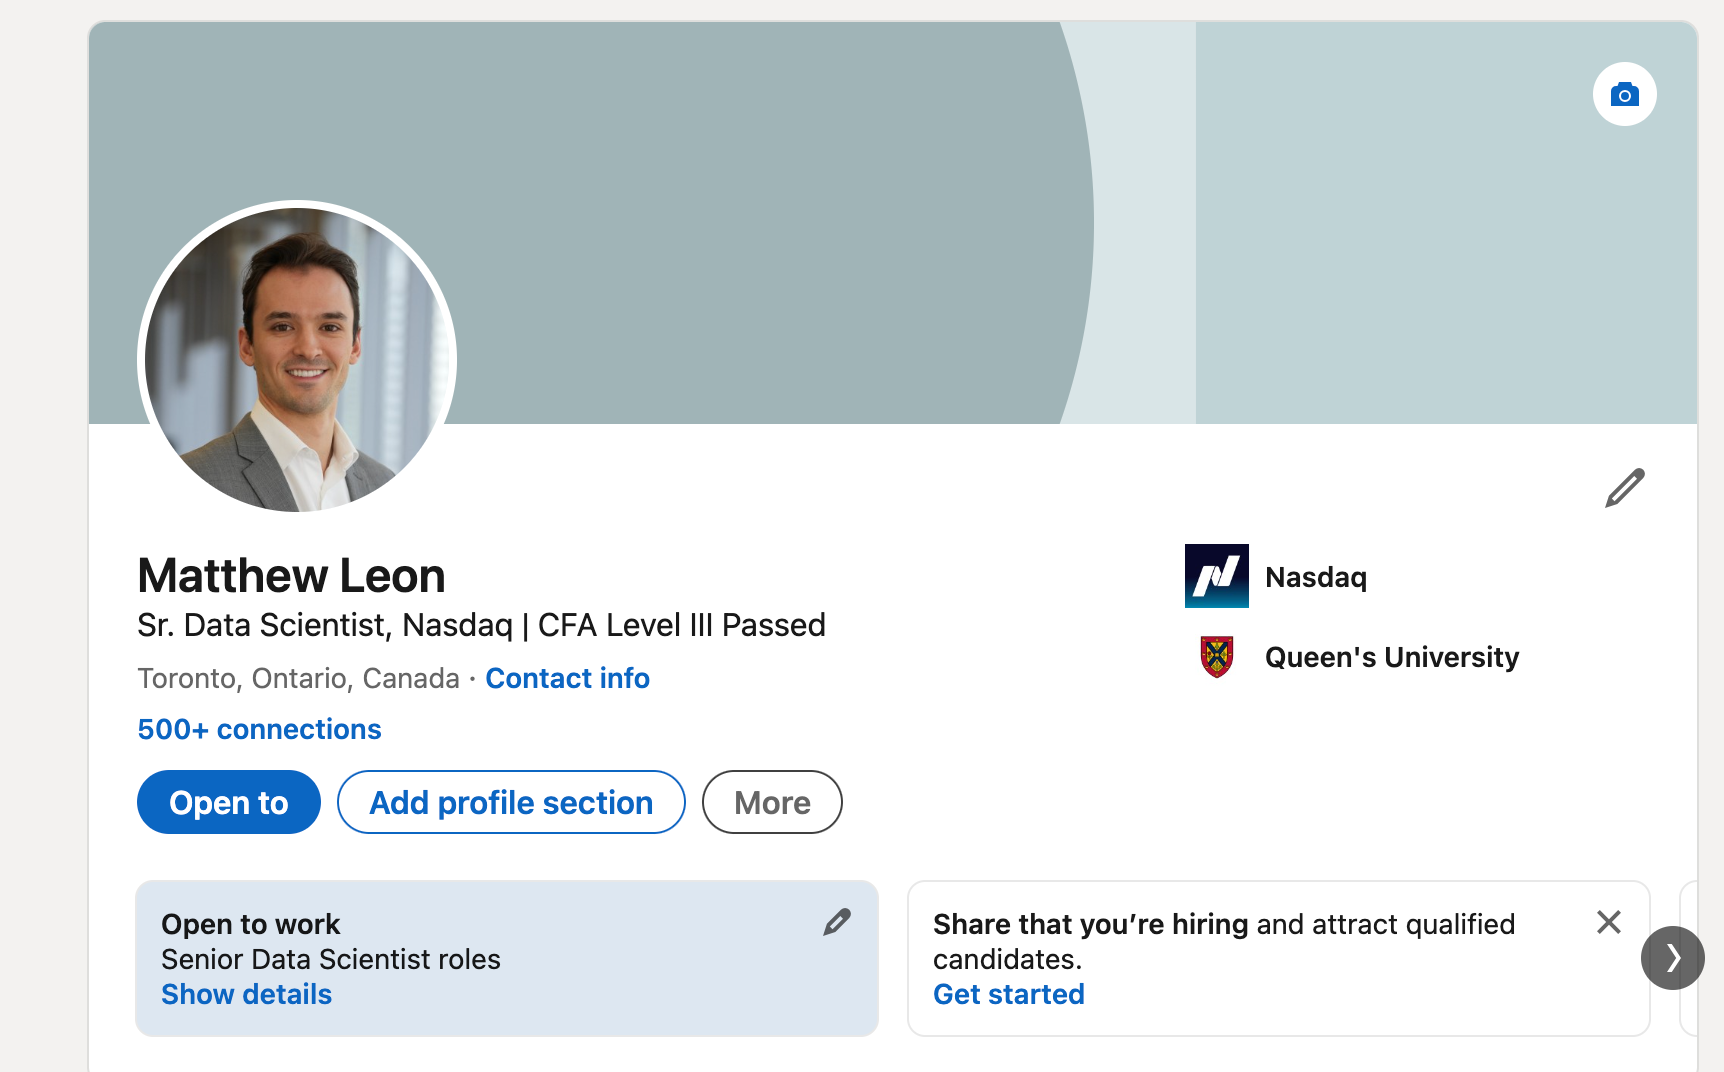 Matthew Leon
Sr. Data Scientist, Nasdaq | CFA Level III Passed
Toronto, Ontario, Canada · Contact info
500+ connections
Open to
Add profile section
More
Nasdaq
Queen's University
Open to work
Senior Data Scientist roles
Show details
Share that you’re hiring and attract qualified
candidates.
Get started